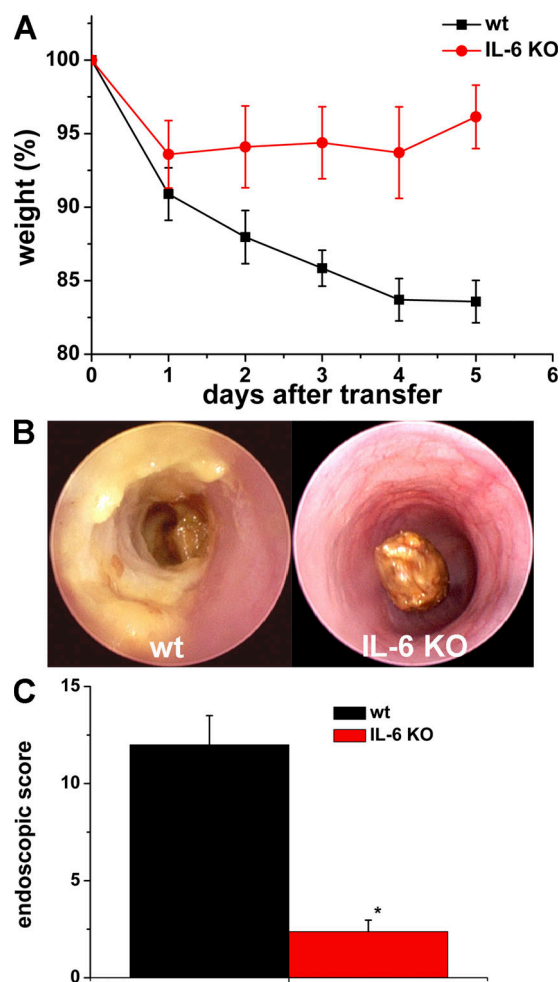 A
wt
IL-6 KO
100
95
90
85
80
weight (%)
0 1 2 3 4 5 6
days after transfer
B
wt
IL-6 KO
C
15
10
5
0
endoscopic score
wt
IL-6 KO
*